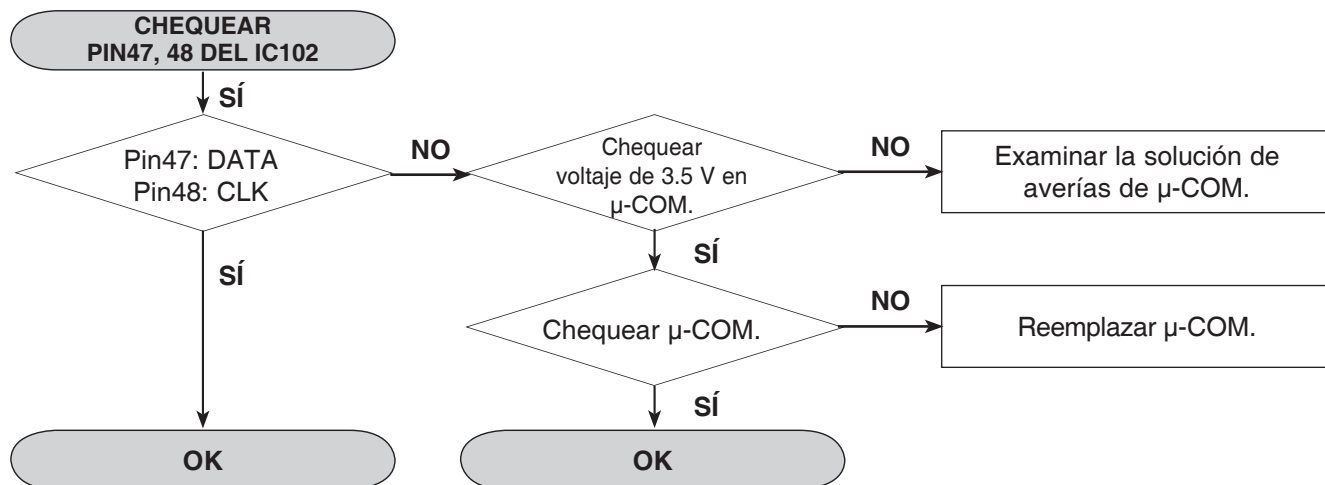 CHEQUEAR
PIN47, 48 DEL IC102
SÍ
Pin47: DATA
Pin48: CLK
NO
Chequear
voltaje de 3.5 V en
µ-COM.
NO
Examinar la solución de
averías de µ-COM.
SÍ
SÍ
Chequear µ-COM.
NO
Reemplazar µ-COM.
SÍ
OK
OK